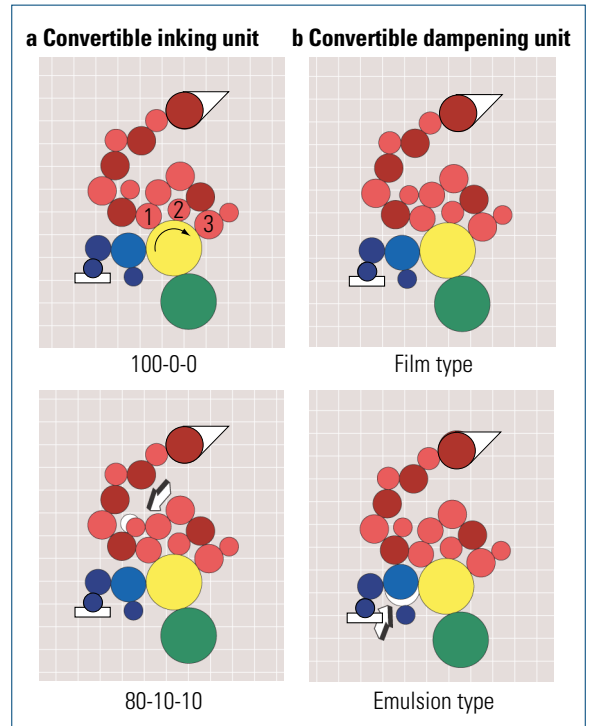 a Convertible inking unit
b Convertible dampening unit
1
2
3
100-0-0
Film type
80-10-10
Emulsion type